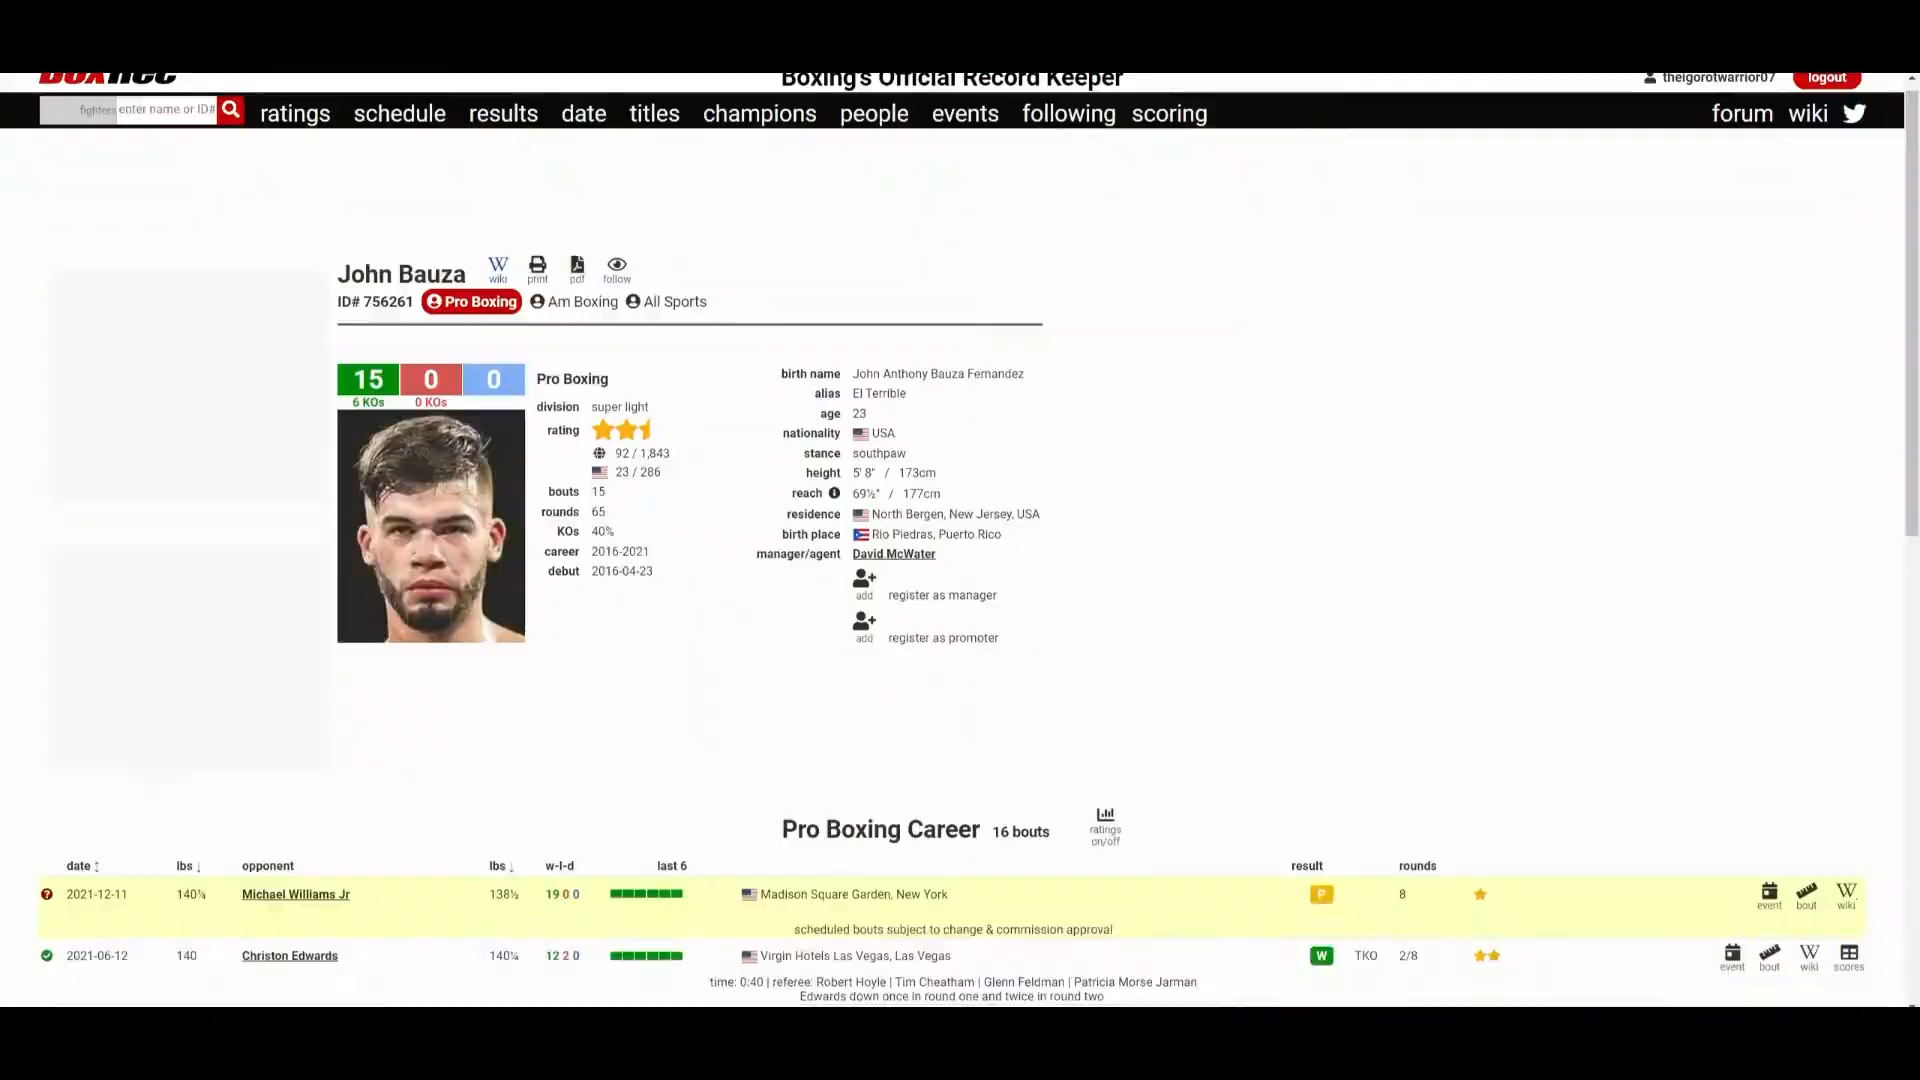 BoxRec
Boxing's Official Record Keeper
theigorotwarrior07 logout
fighters enter name or ID# ratings schedule results date titles champions people events following scoring forum wiki
John Bauza wiki print pdf follow
ID# 756261 Pro Boxing Am Boxing All Sports
15 0 0
6 KOs 0 KOs
Pro Boxing
division super light
rating
92 / 1,843
23 / 286
bouts 15
rounds 65
KOs 40%
career 2016-2021
debut 2016-04-23
birth name John Anthony Bauza Fernandez
alias El Terrible
age 23
nationality USA
stance southpaw
height 5' 8" / 173cm
reach 69½" / 177cm
residence North Bergen, New Jersey, USA
birth place Rio Piedras, Puerto Rico
manager/agent David McWater
add register as manager
add register as promoter
Pro Boxing Career 16 bouts ratings on/off
date lbs opponent lbs w-l-d last 6 result rounds
2021-12-11 140¼ Michael Williams Jr 138½ 19 0 0 Madison Square Garden, New York P 8 event bout wiki
scheduled bouts subject to change & commission approval
2021-06-12 140 Christon Edwards 140¼ 12 2 0 Virgin Hotels Las Vegas, Las Vegas W TKO 2/8 event bout wiki scores
time: 0:40 | referee: Robert Hoyle | Tim Cheatham | Glenn Feldman | Patricia Morse Jarman
Edwards down once in round one and twice in round two